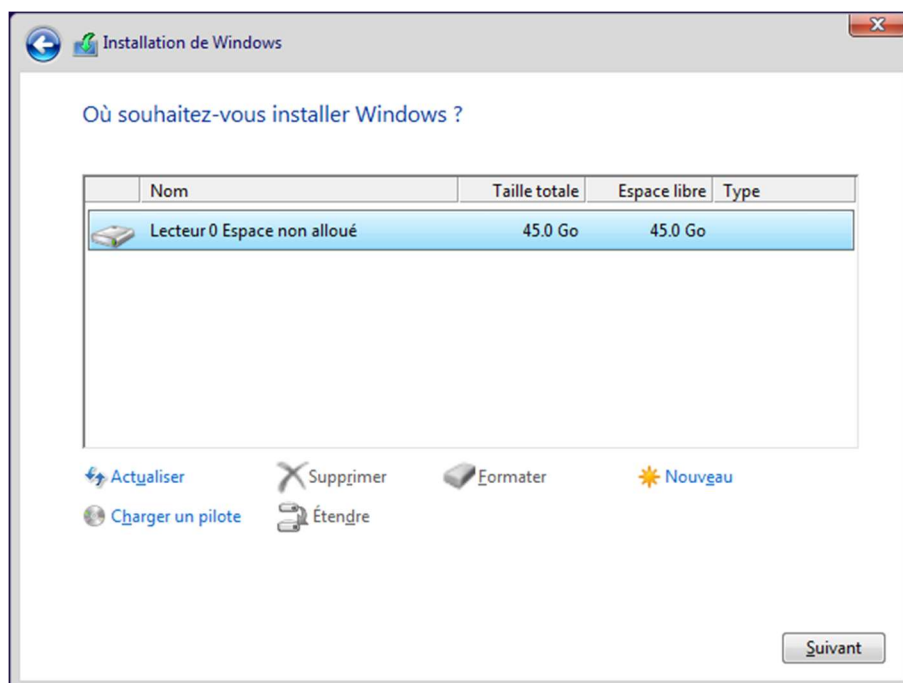 Installation de Windows
Où souhaitez-vous installer Windows ?
Nom Taille totale Espace libre Type
Lecteur 0 Espace non alloué 45.0 Go 45.0 Go
Actualiser Supprimer Formater Nouveau
Charger un pilote Étendre
Suivant